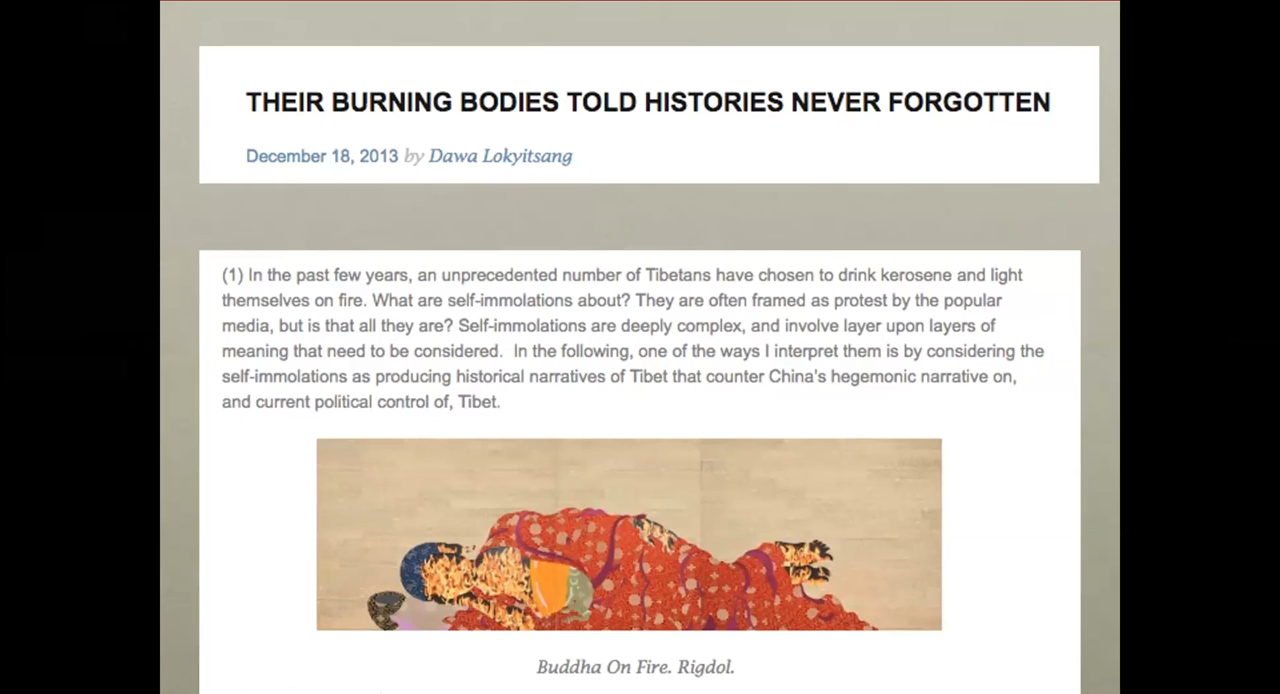 THEIR BURNING BODIES TOLD HISTORIES NEVER FORGOTTEN
December 18, 2013 by Dawa Lokyitsang
(1) In the past few years, an unprecedented number of Tibetans have chosen to drink kerosene and light
themselves on fire. What are self-immolations about? They are often framed as protest by the popular
media, but is that all they are? Self-immolations are deeply complex, and involve layer upon layers of
meaning that need to be considered.  In the following, one of the ways I interpret them is by considering the
self-immolations as producing historical narratives of Tibet that counter China's hegemonic narrative on,
and current political control of, Tibet.
Buddha On Fire. Rigdol.